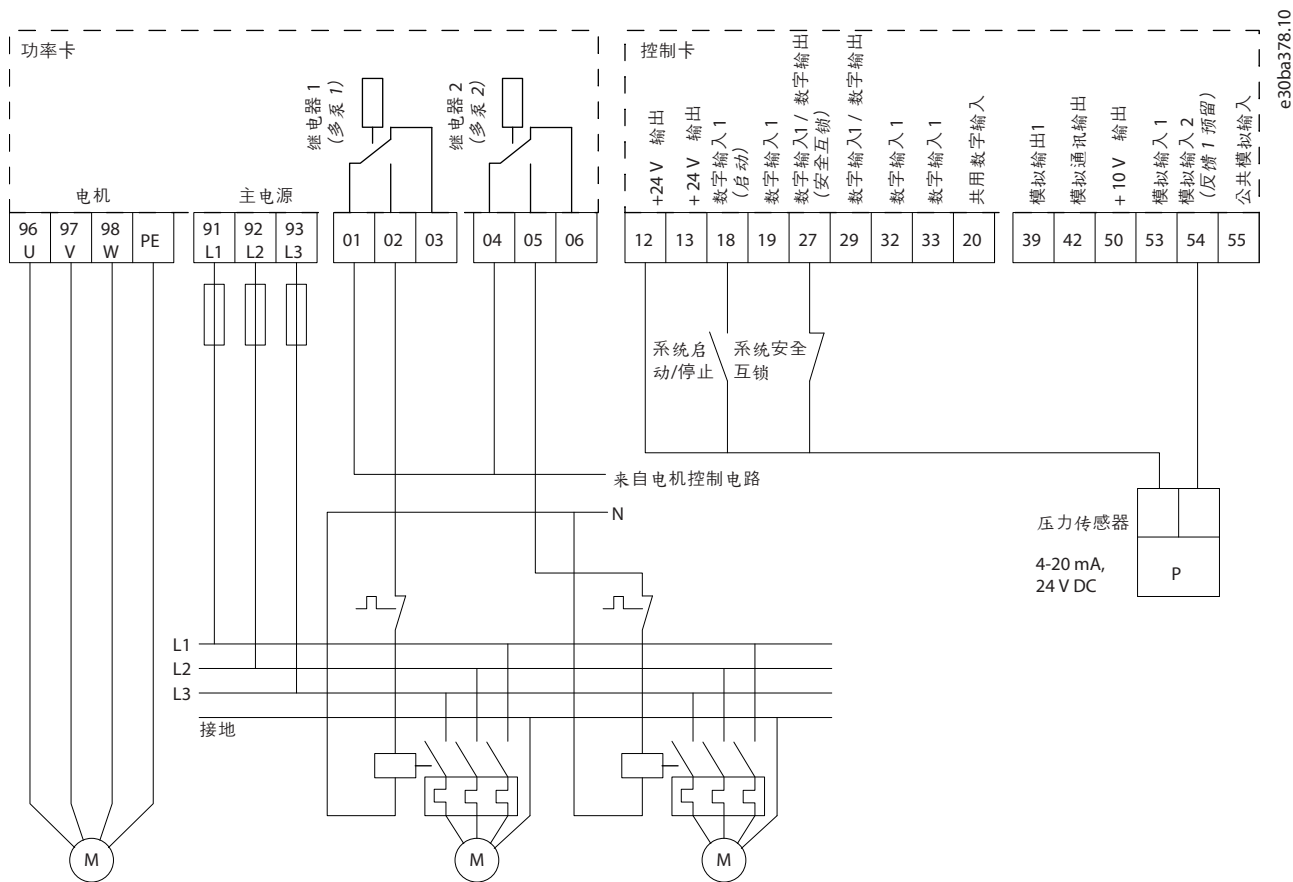 e30ba378.10
功率卡
控制卡
继电器 1
(多泵 1)
继电器 2
(多泵 2)
+24 V 输出
+24 V 输出
数字输入 1
(启动)
数字输入 1
数字输入1 / 数字输出
(安全互锁)
数字输入1 / 数字输出
数字输入 1
数字输入 1
共用数字输入
模拟输出1
模拟通讯输出
+10 V 输出
模拟输入 1
模拟输入 2
(反馈 1 预留)
公共模拟输入
电机
主电源
96
U
97
V
98
W
PE
91
L1
92
L2
93
L3
01
02
03
04
05
06
12
13
18
19
27
29
32
33
20
39
42
50
53
54
55
系统启
动/停止
系统安全
互锁
来自电机控制电路
N
压力传感器
4-20 mA,
24 V DC
P
L1
L2
L3
接地
M
M
M